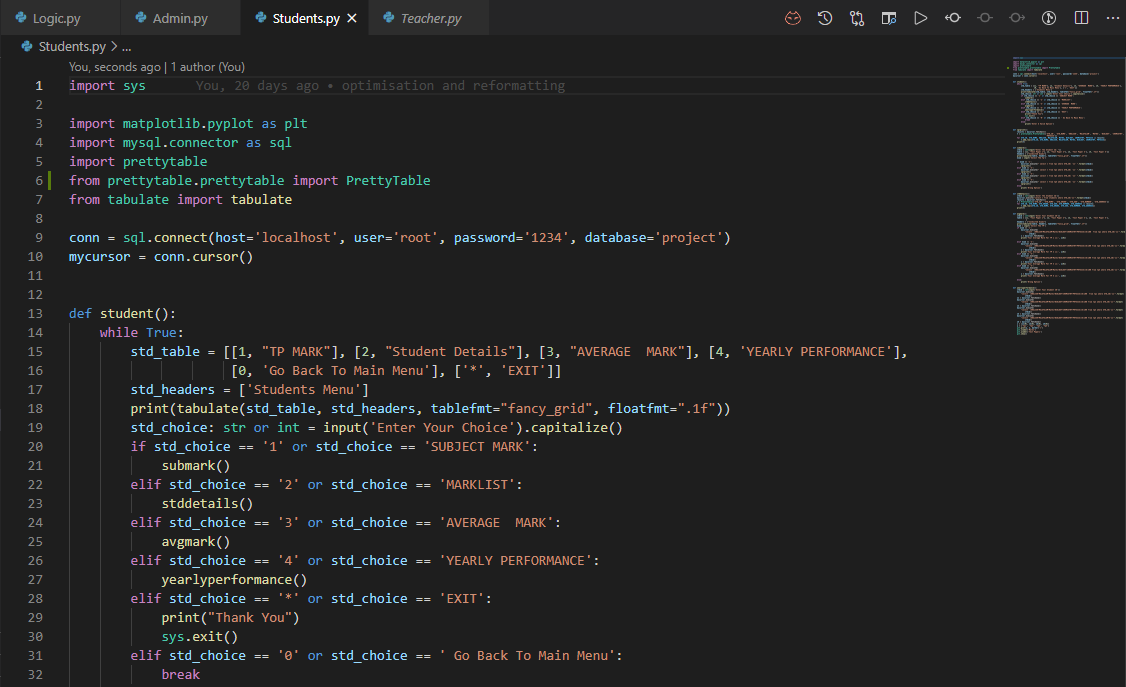 Logic.py Admin.py Students.py Teacher.py
Students.py > ...
You, seconds ago | 1 author (You)
1 import sys You, 20 days ago • optimisation and reformatting
2
3 import matplotlib.pyplot as plt
4 import mysql.connector as sql
5 import prettytable
6 from prettytable.prettytable import PrettyTable
7 from tabulate import tabulate
8
9 conn = sql.connect(host='localhost', user='root', password='1234', database='project')
10 mycursor = conn.cursor()
11
12
13 def student():
14     while True:
15         std_table = [[1, "TP MARK"], [2, "Student Details"], [3, "AVERAGE  MARK"], [4, 'YEARLY PERFORMANCE'],
16                      [0, 'Go Back To Main Menu'], ['*', 'EXIT']]
17         std_headers = ['Students Menu']
18         print(tabulate(std_table, std_headers, tablefmt="fancy_grid", floatfmt=".1f"))
19         std_choice: str or int = input('Enter Your Choice').capitalize()
20         if std_choice == '1' or std_choice == 'SUBJECT MARK':
21             submark()
22         elif std_choice == '2' or std_choice == 'MARKLIST':
23             stddetails()
24         elif std_choice == '3' or std_choice == 'AVERAGE  MARK':
25             avgmark()
26         elif std_choice == '4' or std_choice == 'YEARLY PERFORMANCE':
27             yearlyperformance()
28         elif std_choice == '*' or std_choice == 'EXIT':
29             print("Thank You")
30             sys.exit()
31         elif std_choice == '0' or std_choice == ' Go Back To Main Menu':
32             break